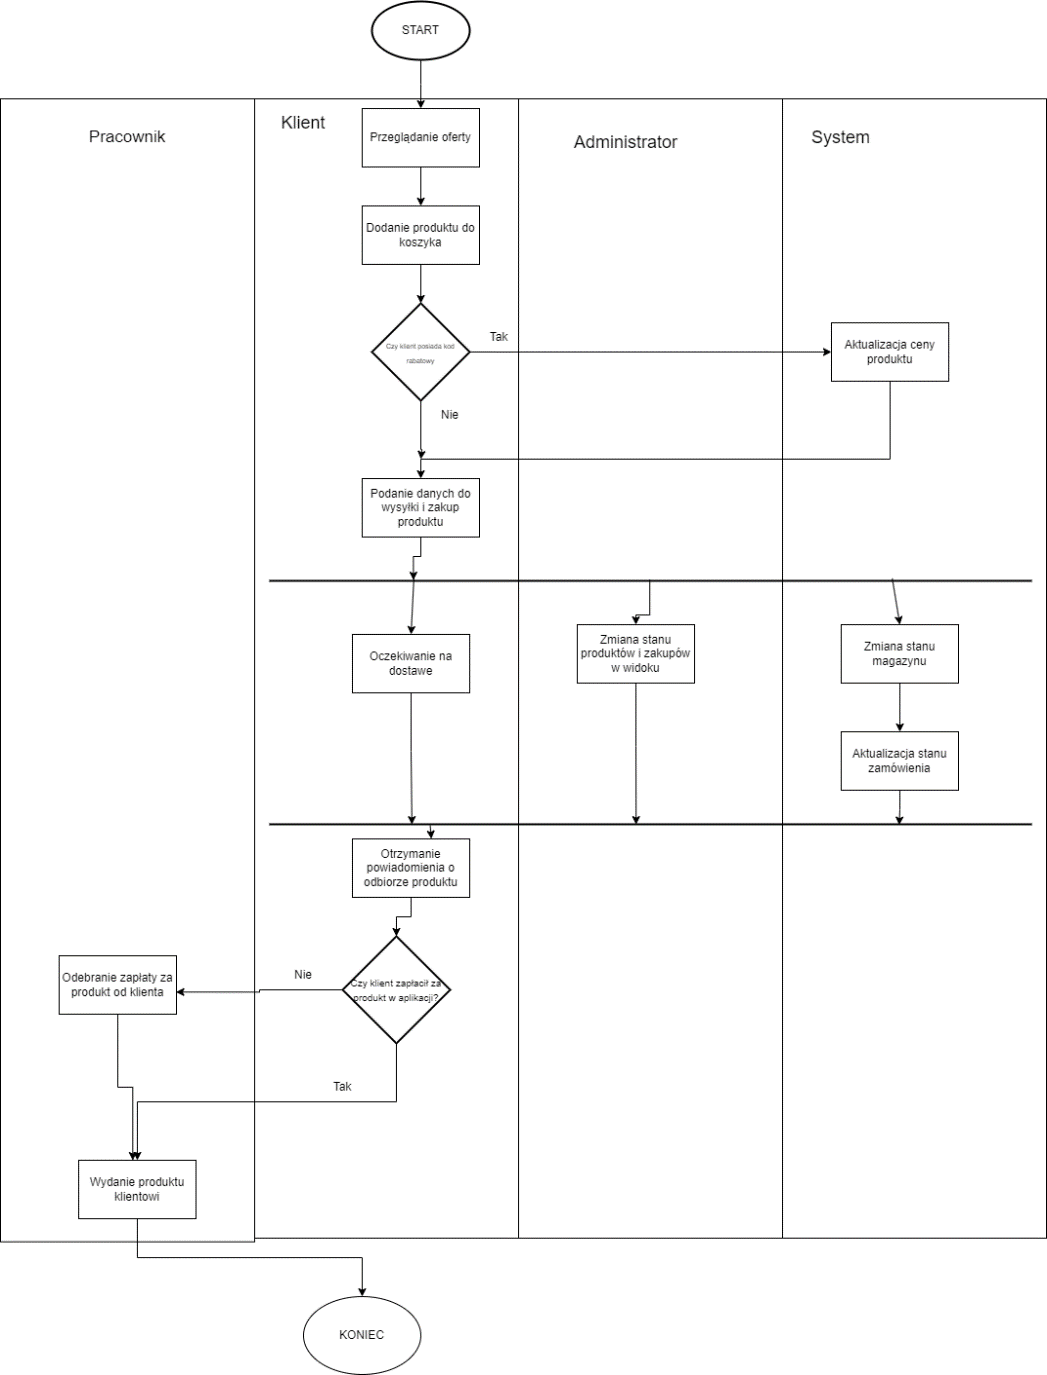 START
Pracownik
Klient
Administrator
System
Przeglądanie oferty
Dodanie produktu do
koszyka
Czy klient posiada kod
rabatowy
Tak
Aktualizacja ceny
produktu
Nie
Podanie danych do
wysyłki i zakup
produktu
Oczekiwanie na
dostawe
Zmiana stanu
produktów i zakupów
w widoku
Zmiana stanu
magazynu
Aktualizacja stanu
zamówienia
Otrzymanie
powiadomienia o
odbiorze produktu
Czy klient zapłacił za
produkt w aplikacji?
Nie
Odebranie zapłaty za
produkt od klienta
Tak
Wydanie produktu
klientowi
KONIEC